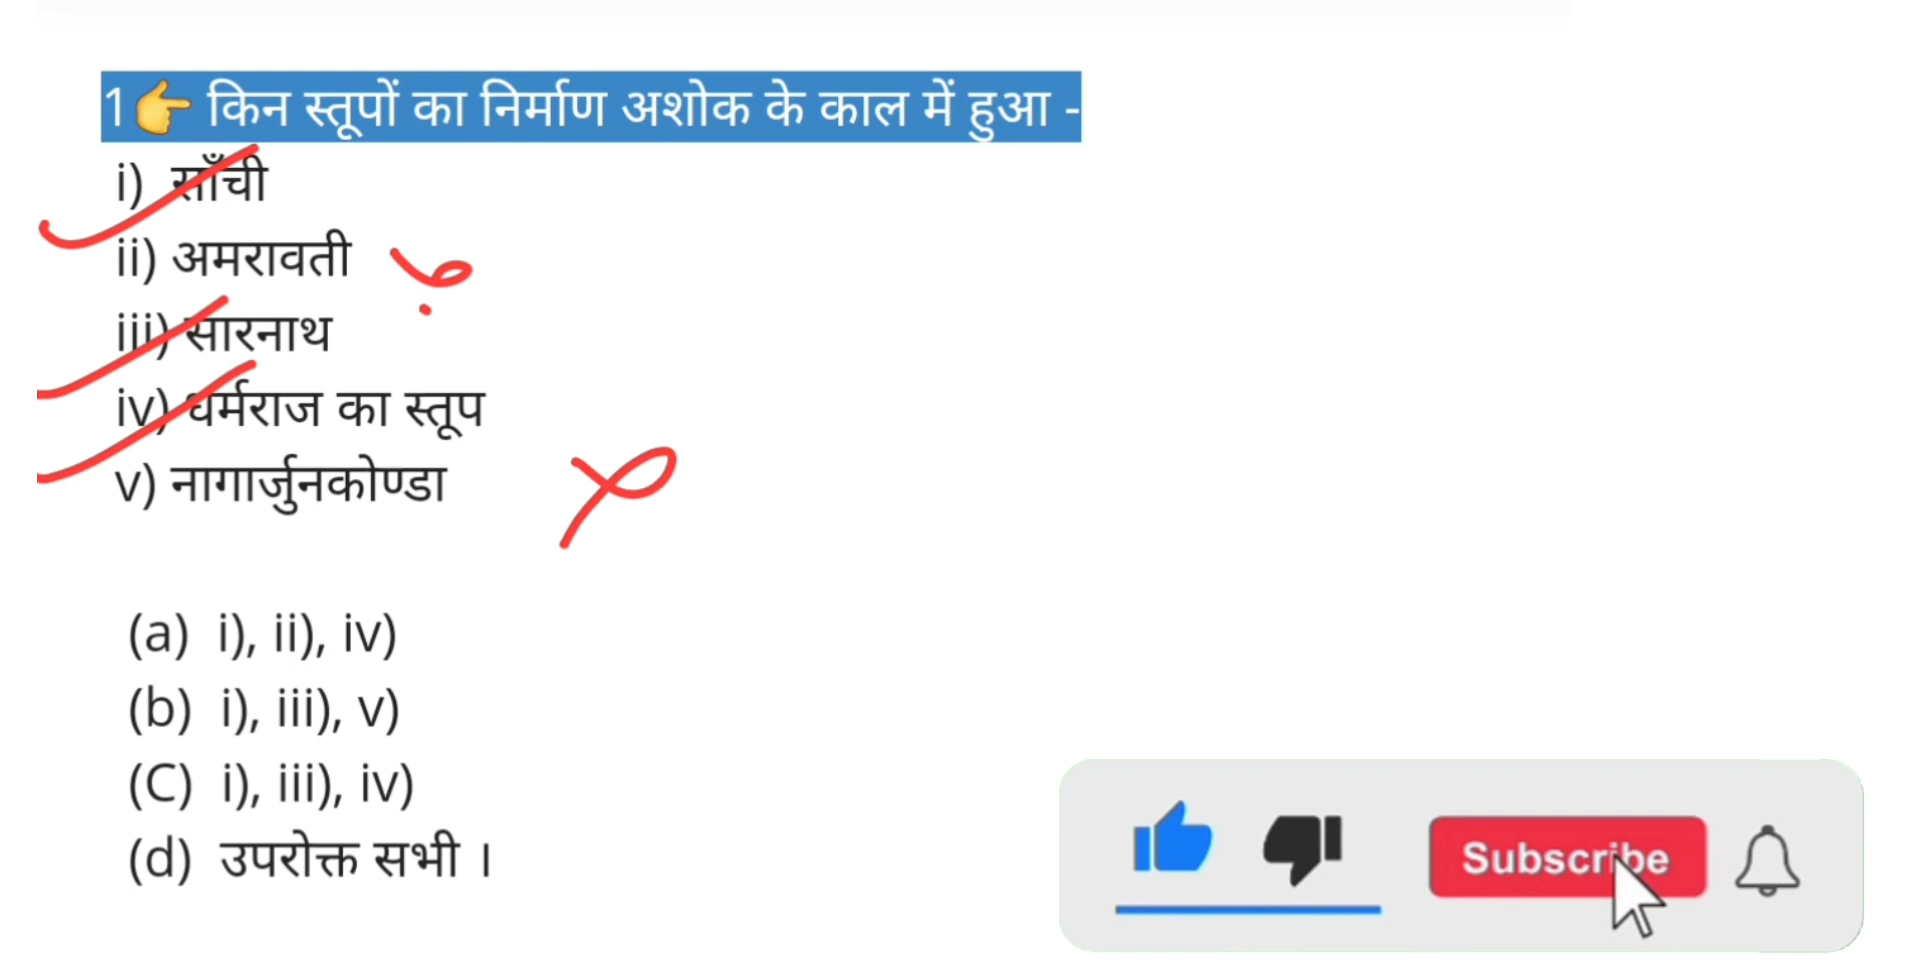 1👉 किन स्तूपों का निर्माण अशोक के काल में हुआ -
i) साँची
ii) अमरावती
iii) सारनाथ
iv) धर्मराज का स्तूप
v) नागार्जुनकोण्डा
(a) i), ii), iv)
(b) i), iii), v)
(C) i), iii), iv)
(d) उपरोक्त सभी ।
Subscribe